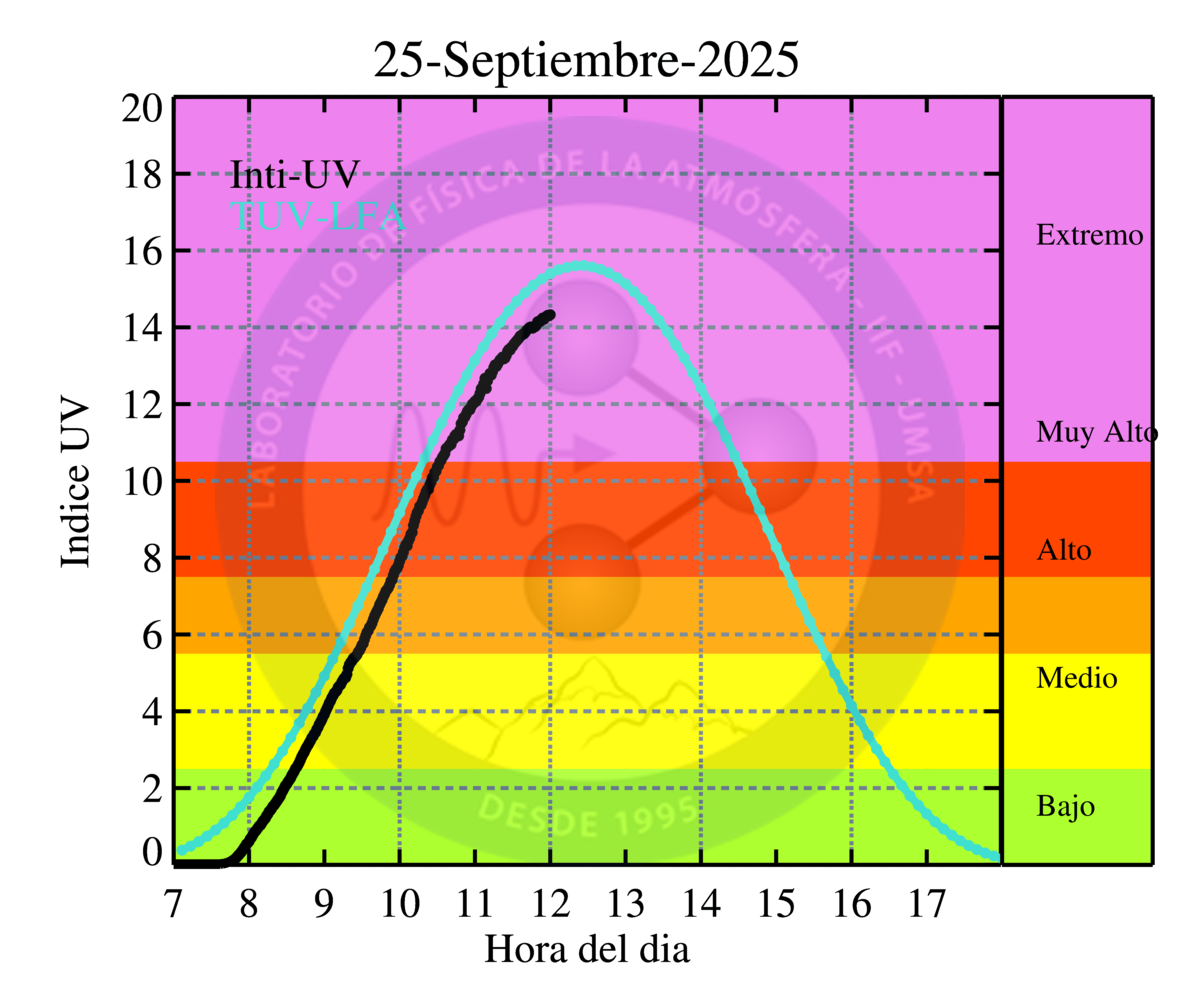 25-Septiembre-2025
20
18
16
14
12
10
8
6
4
2
0
Indice UV
Inti-UV
TUV-LFA
LABORATORIO DE FÍSICA DE LA ATMÓSFERA - IIF - UMSA
DESDE 1995
Extremo
Muy Alto
Alto
Medio
Bajo
7 8 9 10 11 12 13 14 15 16 17
Hora del dia